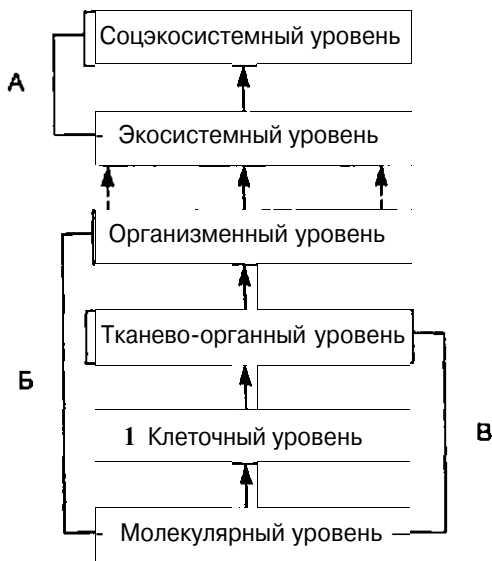 Соцэкосистемный уровень
А
Экосистемный уровень
Организменный уровень
Тканево-органный уровень
Б
1 Клеточный уровень
В
Молекулярный уровень